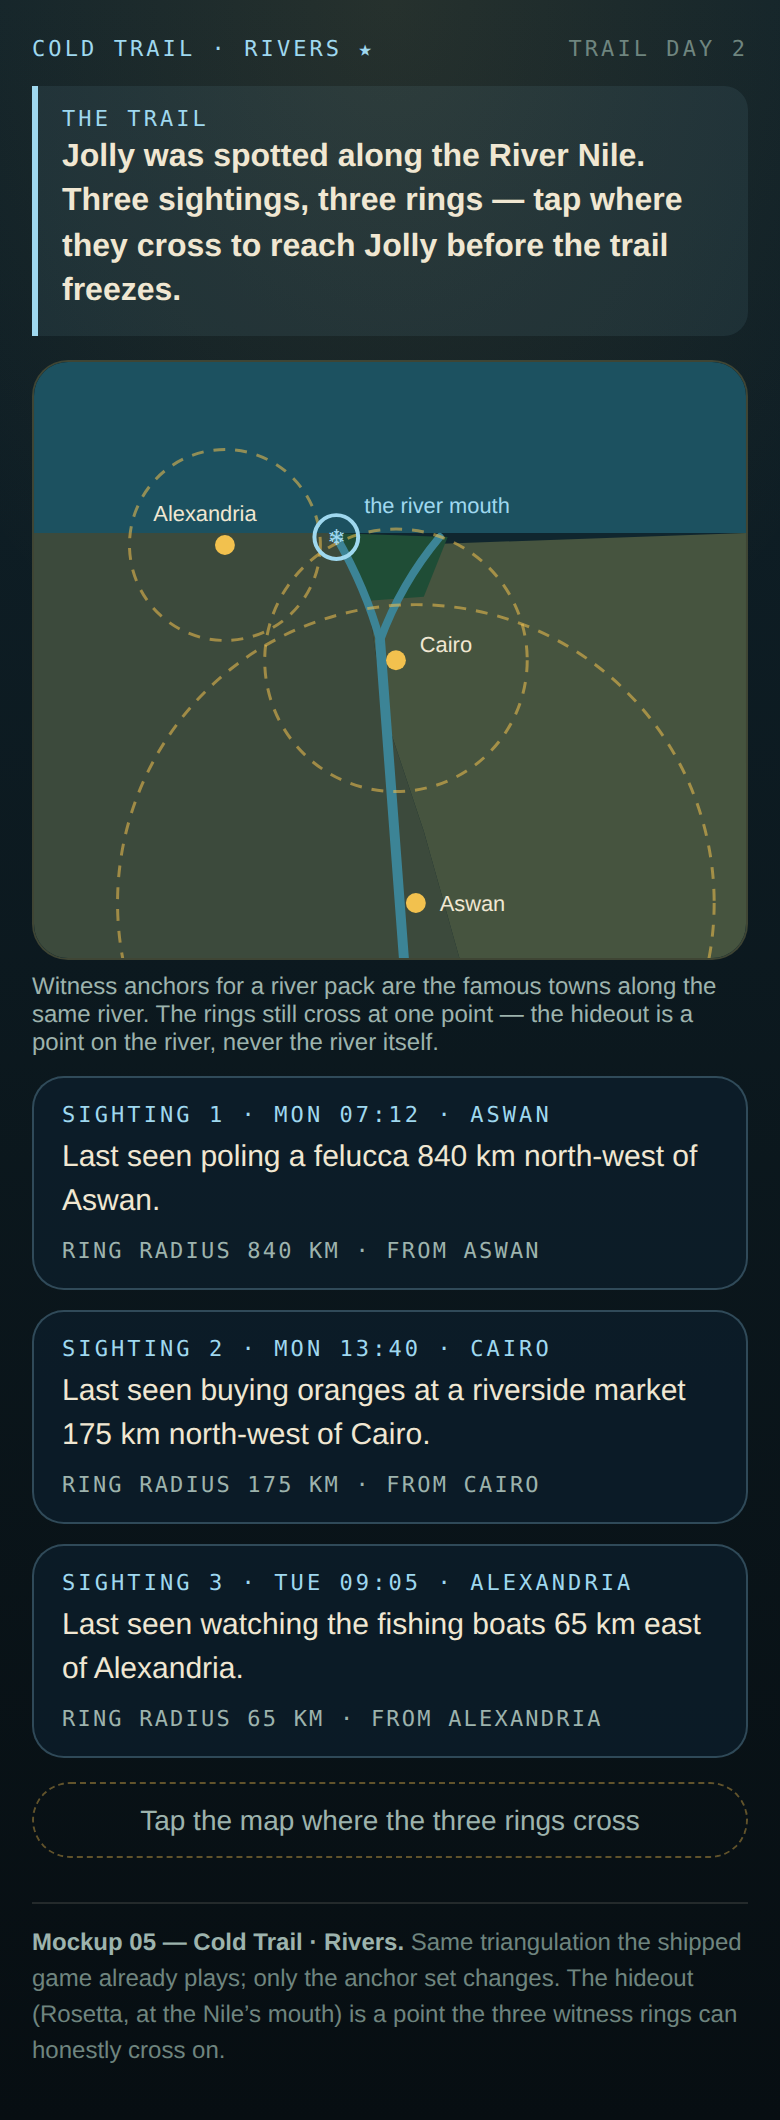 COLD TRAIL · RIVERS ★
TRAIL DAY 2
THE TRAIL
Jolly was spotted along the River Nile.
Three sightings, three rings — tap where
they cross to reach Jolly before the trail
freezes.
the river mouth
Alexandria
Cairo
Aswan
Witness anchors for a river pack are the famous towns along the
same river. The rings still cross at one point — the hideout is a
point on the river, never the river itself.
SIGHTING 1 · MON 07:12 · ASWAN
Last seen poling a felucca 840 km north-west of
Aswan.
RING RADIUS 840 KM · FROM ASWAN
SIGHTING 2 · MON 13:40 · CAIRO
Last seen buying oranges at a riverside market
175 km north-west of Cairo.
RING RADIUS 175 KM · FROM CAIRO
SIGHTING 3 · TUE 09:05 · ALEXANDRIA
Last seen watching the fishing boats 65 km east
of Alexandria.
RING RADIUS 65 KM · FROM ALEXANDRIA
Tap the map where the three rings cross
Mockup 05 — Cold Trail · Rivers. Same triangulation the shipped
game already plays; only the anchor set changes. The hideout
(Rosetta, at the Nile’s mouth) is a point the three witness rings can
honestly cross on.